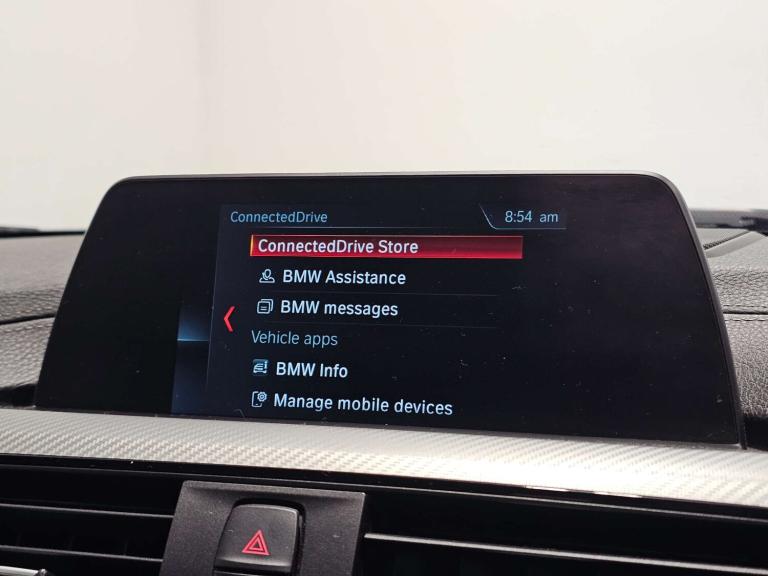 ConnectedDrive 8:54 am
ConnectedDrive Store
BMW Assistance
BMW messages
Vehicle apps
BMW Info
Manage mobile devices